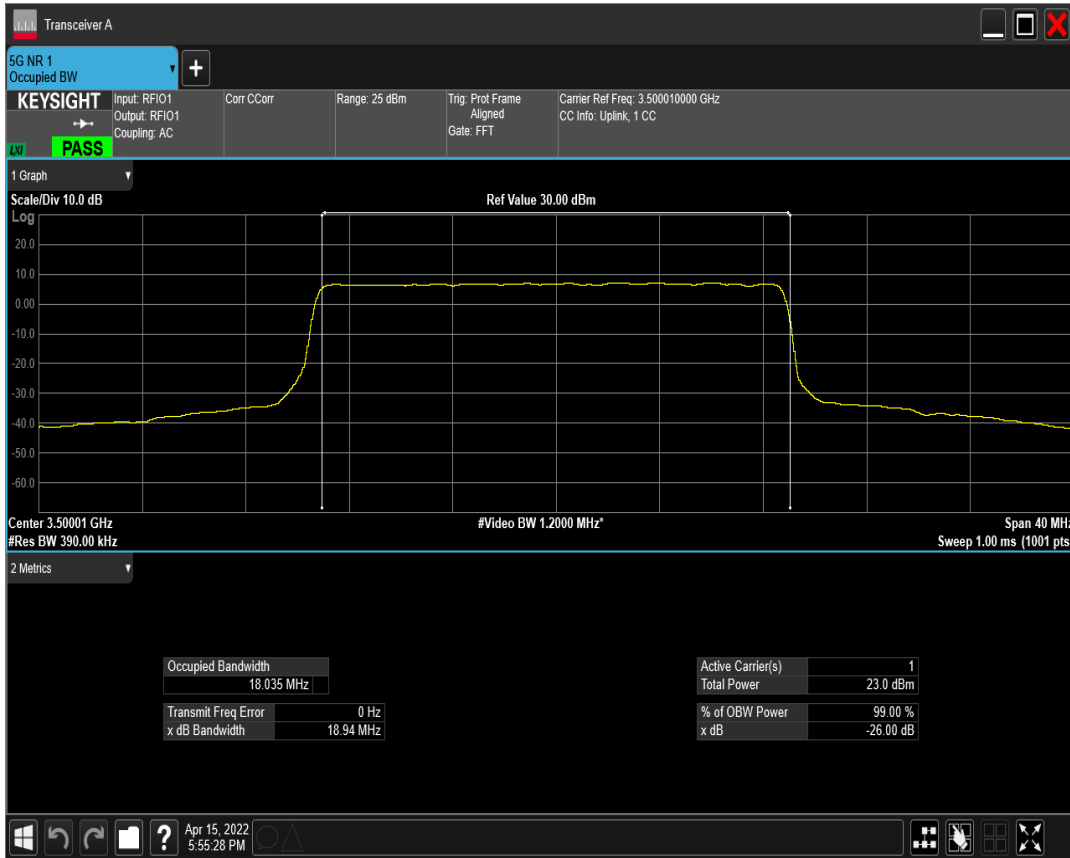 Transceiver A
5G NR 1
Occupied BW
+
KEYSIGHT
LXI
PASS
Input: RFIO1
Output: RFIO1
Coupling: AC
Corr CCorr
Range: 25 dBm
Trig: Prot Frame
Aligned
Gate: FFT
Carrier Ref Freq: 3.500010000 GHz
CC Info: Uplink, 1 CC
1 Graph
Scale/Div 10.0 dB
Ref Value 30.00 dBm
Log
20.0
10.0
0.00
-10.0
-20.0
-30.0
-40.0
-50.0
-60.0
Center 3.50001 GHz
#Video BW 1.2000 MHz*
Span 40 MHz
#Res BW 390.00 kHz
Sweep 1.00 ms (1001 pts
2 Metrics
Occupied Bandwidth
18.035 MHz
Transmit Freq Error 0 Hz
x dB Bandwidth 18.94 MHz
Active Carrier(s) 1
Total Power 23.0 dBm
% of OBW Power 99.00 %
x dB -26.00 dB
?
Apr 15, 2022
5:55:28 PM